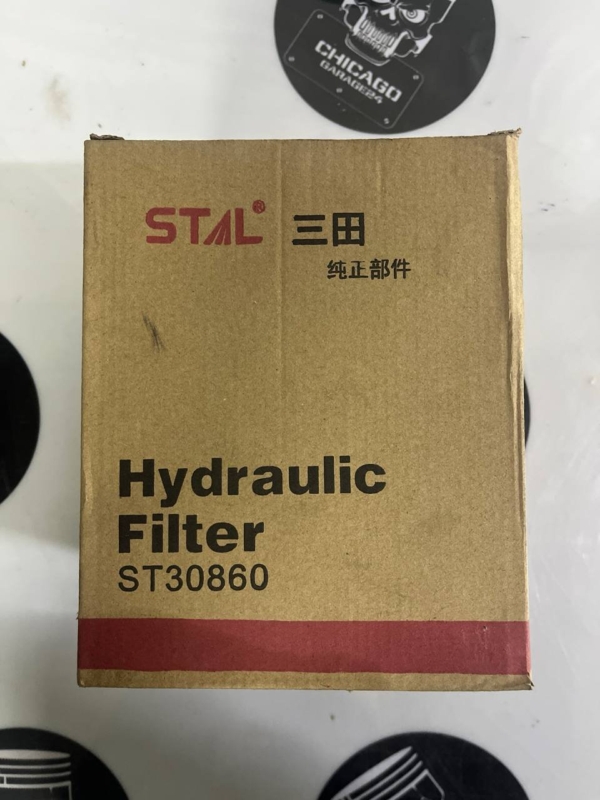 CHICAGO
GARAGE24
STAL® 三田
纯正部件
Hydraulic
Filter
ST30860